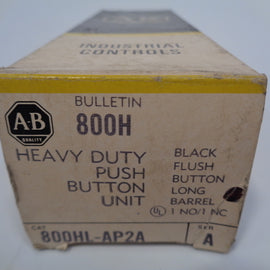 INDUSTRIAL
CONTROLS
BULLETIN
800H
A-B
QUALITY
HEAVY DUTY
PUSH
BUTTON
UNIT
BLACK
FLUSH
BUTTON
LONG
BARREL
UL 1 NO/1 NC
CAT
800HL-AP2A
SER
A